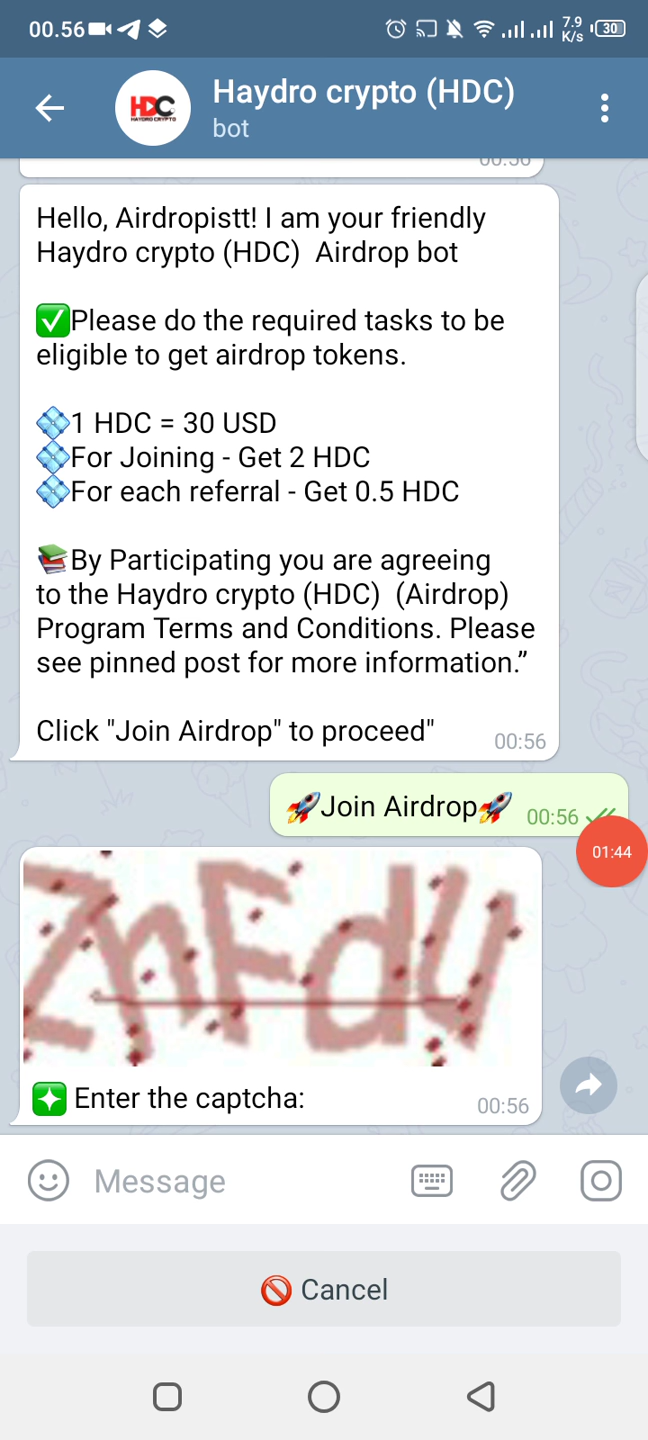 00.56
7.9
K/s
30
HDC
HAYDRO CRYPTO
Haydro crypto (HDC)
bot
00:56
Hello, Airdropistt! I am your friendly
Haydro crypto (HDC)  Airdrop bot
✅Please do the required tasks to be
eligible to get airdrop tokens.
💠1 HDC = 30 USD
💠For Joining - Get 2 HDC
💠For each referral - Get 0.5 HDC
📚By Participating you are agreeing
to the Haydro crypto (HDC)  (Airdrop)
Program Terms and Conditions. Please
see pinned post for more information.”
Click "Join Airdrop" to proceed"
00:56
🚀Join Airdrop🚀 00:56
01:44
❇️ Enter the captcha:
00:56
Message
🚫 Cancel